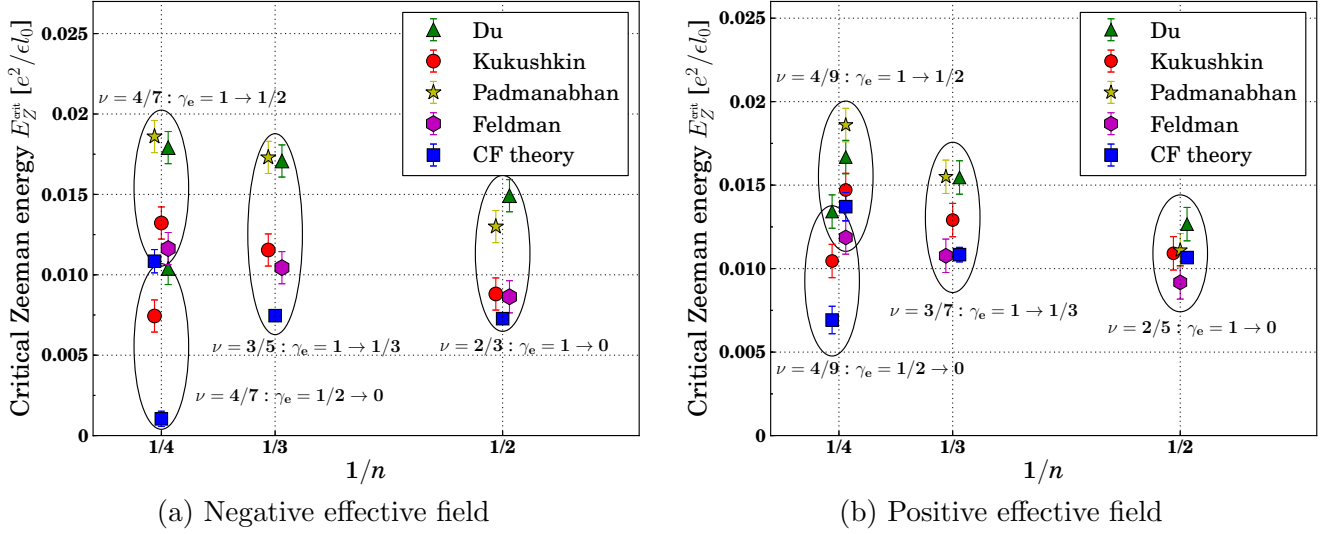 Critical Zeeman energy E_Z^crit [e²/ϵl₀]
0.025
0.020
0.015
0.010
0.005
0
Du
Kukushkin
Padmanabhan
Feldman
CF theory
ν = 4/7 : γe = 1 → 1/2
ν = 3/5 : γe = 1 → 1/3
ν = 2/3 : γe = 1 → 0
ν = 4/7 : γe = 1/2 → 0
1/4 1/3 1/2
1/n
(a) Negative effective field
Critical Zeeman energy E_Z^crit [e²/ϵl₀]
0.025
0.020
0.015
0.010
0.005
0
Du
Kukushkin
Padmanabhan
Feldman
CF theory
ν = 4/9 : γe = 1 → 1/2
ν = 3/7 : γe = 1 → 1/3
ν = 2/5 : γe = 1 → 0
ν = 4/9 : γe = 1/2 → 0
1/4 1/3 1/2
1/n
(b) Positive effective field